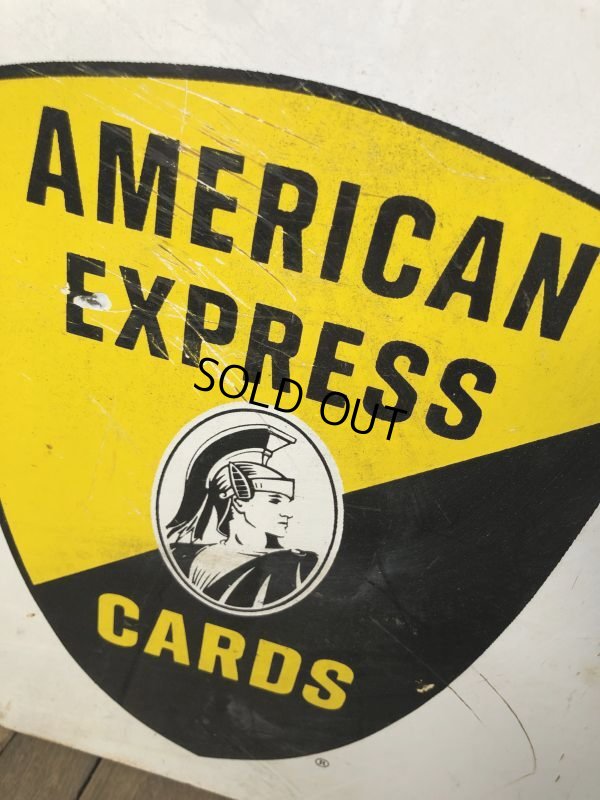 AMERICAN
EXPRESS
SOLD OUT
CARDS
®